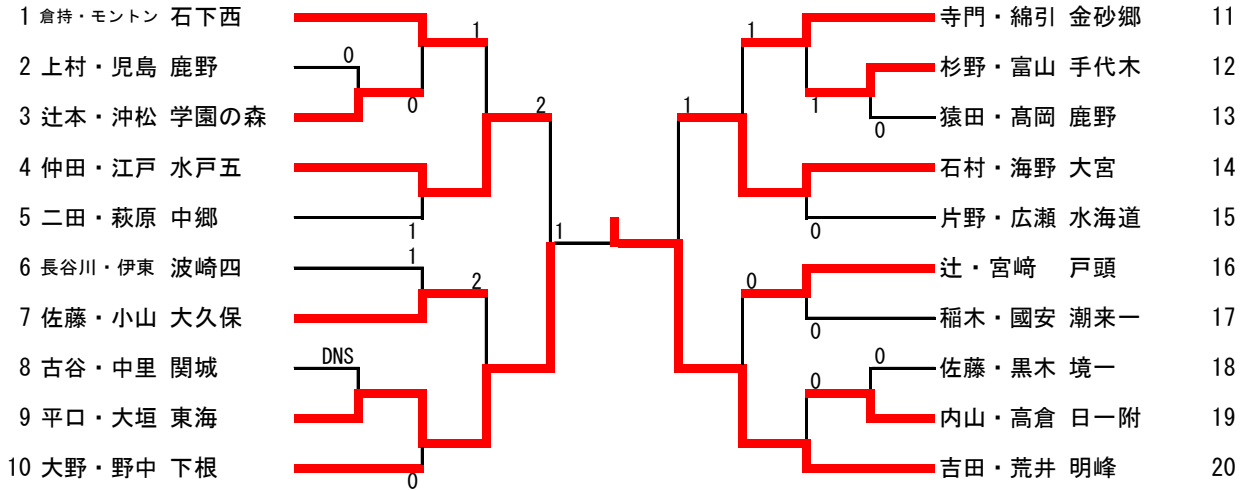 1 倉持・モントン 石下西
2 上村・児島 鹿野
3 辻本・沖松 学園の森
4 仲田・江戸 水戸五
5 二田・萩原 中郷
6 長谷川・伊東 波崎四
7 佐藤・小山 大久保
8 古谷・中里 関城
9 平口・大垣 東海
10 大野・野中 下根
0
DNS
1
0
1
1
0
1
2
2
1
1
1
0
1
0
0
0
0
0
寺門・綿引 金砂郷 11
杉野・富山 手代木 12
猿田・髙岡 鹿野 13
石村・海野 大宮 14
片野・広瀬 水海道 15
辻・宮﨑 戸頭 16
稲木・國安 潮来一 17
佐藤・黒木 境一 18
内山・高倉 日一附 19
吉田・荒井 明峰 20